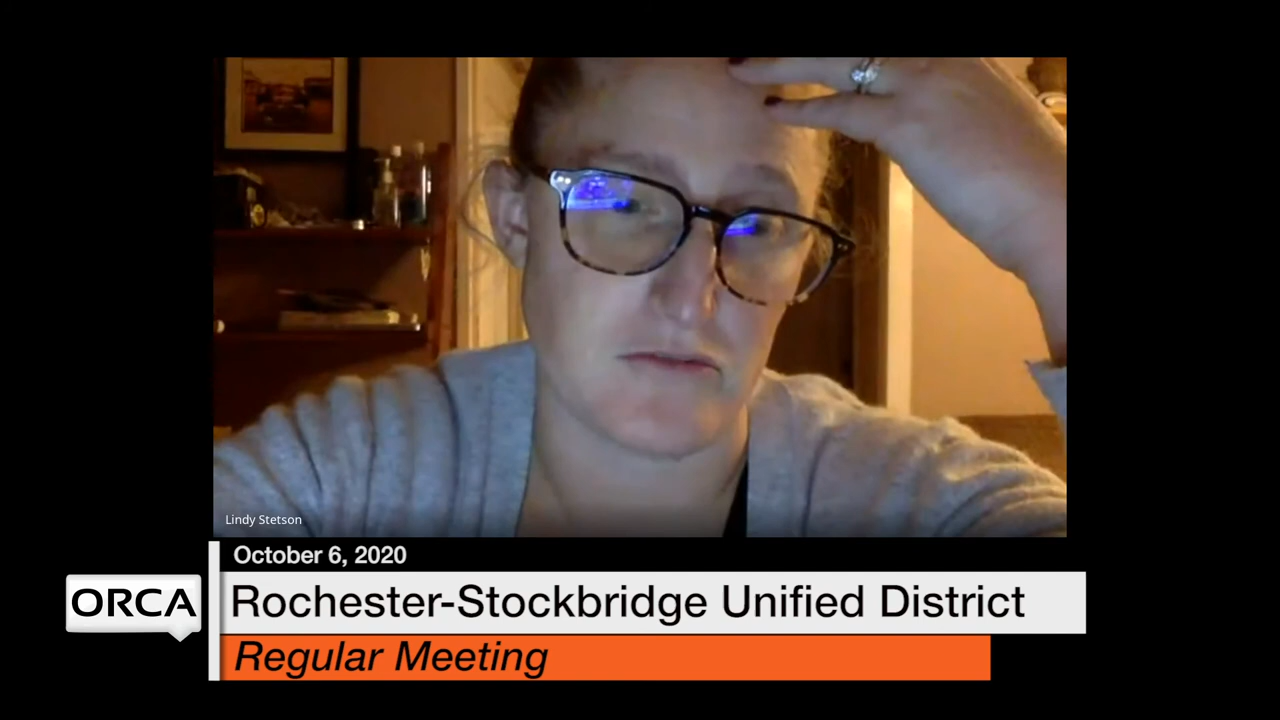 Lindy Stetson
October 6, 2020
ORCA
Rochester-Stockbridge Unified District
Regular Meeting